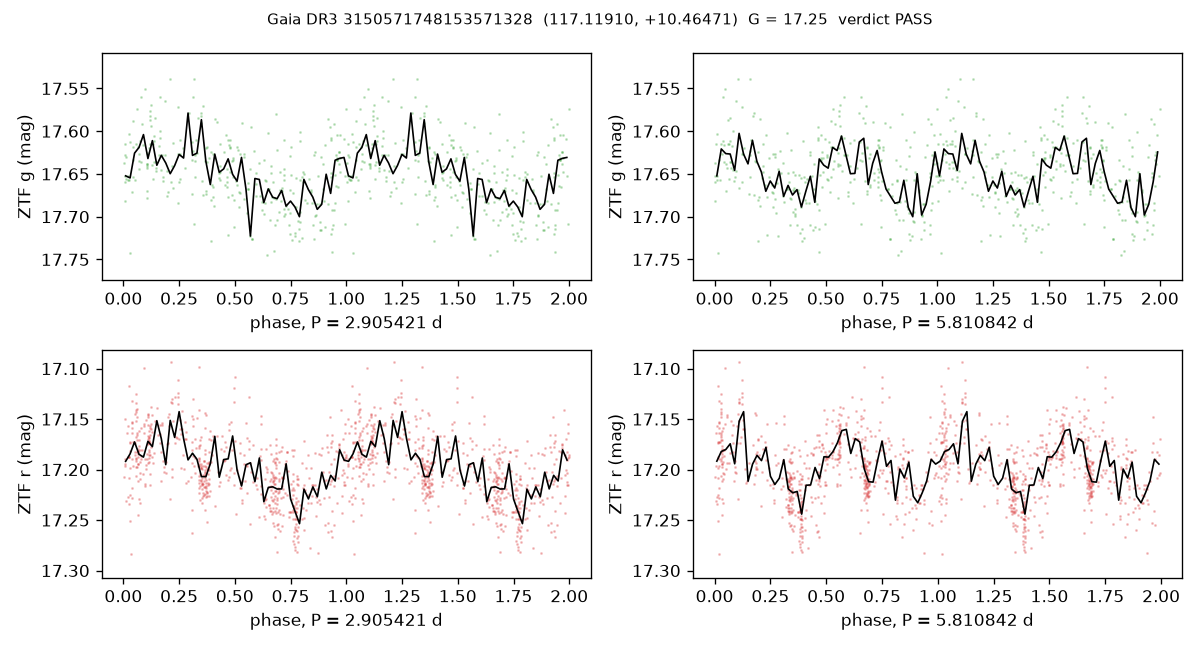 Gaia DR3 3150571748153571328 (117.11910, +10.46471) G = 17.25 verdict PASS
ZTF g (mag)
17.55
17.60
17.65
17.70
17.75
0.00 0.25 0.50 0.75 1.00 1.25 1.50 1.75 2.00
phase, P = 2.905421 d
ZTF g (mag)
17.55
17.60
17.65
17.70
17.75
0.00 0.25 0.50 0.75 1.00 1.25 1.50 1.75 2.00
phase, P = 5.810842 d
ZTF r (mag)
17.10
17.15
17.20
17.25
17.30
0.00 0.25 0.50 0.75 1.00 1.25 1.50 1.75 2.00
phase, P = 2.905421 d
ZTF r (mag)
17.10
17.15
17.20
17.25
17.30
0.00 0.25 0.50 0.75 1.00 1.25 1.50 1.75 2.00
phase, P = 5.810842 d